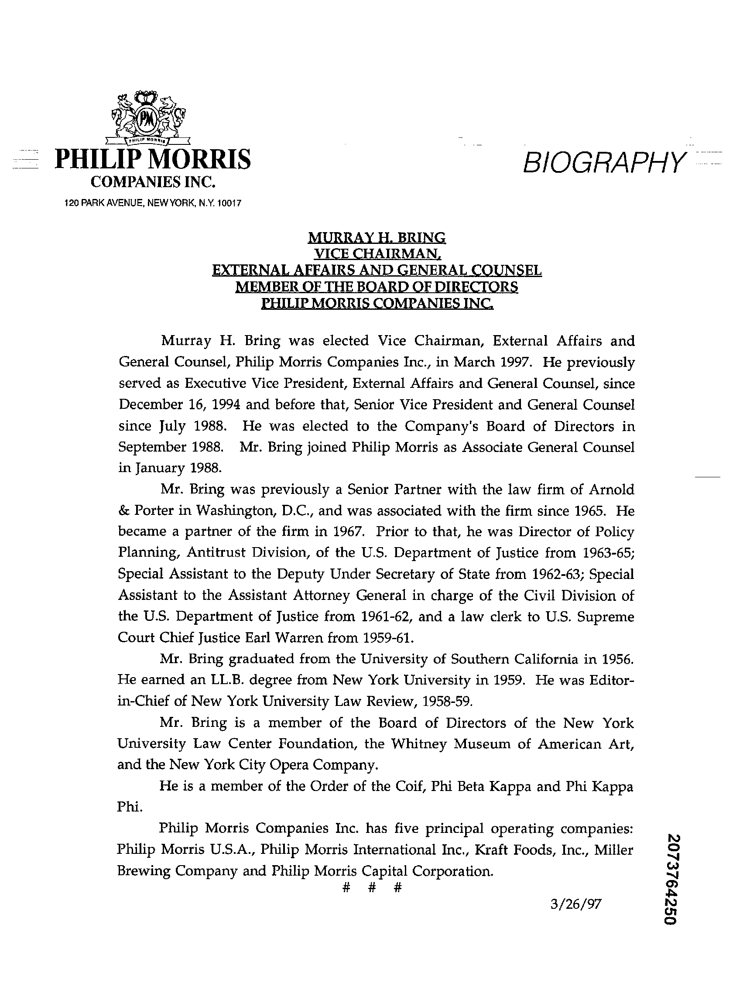 PM
PHILIP MORRIS
PHILIP MORRIS
COMPANIES INC.
120 PARK AVENUE, NEW YORK, N.Y. 10017
BIOGRAPHY
MURRAY H. BRING
VICE CHAIRMAN,
EXTERNAL AFFAIRS AND GENERAL COUNSEL
MEMBER OF THE BOARD OF DIRECTORS
PHILIP MORRIS COMPANIES INC.
Murray H. Bring was elected Vice Chairman, External Affairs and
General Counsel, Philip Morris Companies Inc., in March 1997. He previously
served as Executive Vice President, External Affairs and General Counsel, since
December 16, 1994 and before that, Senior Vice President and General Counsel
since July 1988. He was elected to the Company's Board of Directors in
September 1988. Mr. Bring joined Philip Morris as Associate General Counsel
in January 1988.
Mr. Bring was previously a Senior Partner with the law firm of Arnold
& Porter in Washington, D.C., and was associated with the firm since 1965. He
became a partner of the firm in 1967. Prior to that, he was Director of Policy
Planning, Antitrust Division, of the U.S. Department of Justice from 1963-65;
Special Assistant to the Deputy Under Secretary of State from 1962-63; Special
Assistant to the Assistant Attorney General in charge of the Civil Division of
the U.S. Department of Justice from 1961-62, and a law clerk to U.S. Supreme
Court Chief Justice Earl Warren from 1959-61.
Mr. Bring graduated from the University of Southern California in 1956.
He earned an LL.B. degree from New York University in 1959. He was Editor-
in-Chief of New York University Law Review, 1958-59.
Mr. Bring is a member of the Board of Directors of the New York
University Law Center Foundation, the Whitney Museum of American Art,
and the New York City Opera Company.
He is a member of the Order of the Coif, Phi Beta Kappa and Phi Kappa
Phi.
Philip Morris Companies Inc. has five principal operating companies:
Philip Morris U.S.A., Philip Morris International Inc., Kraft Foods, Inc., Miller
Brewing Company and Philip Morris Capital Corporation.
# # #
3/26/97
2073764250